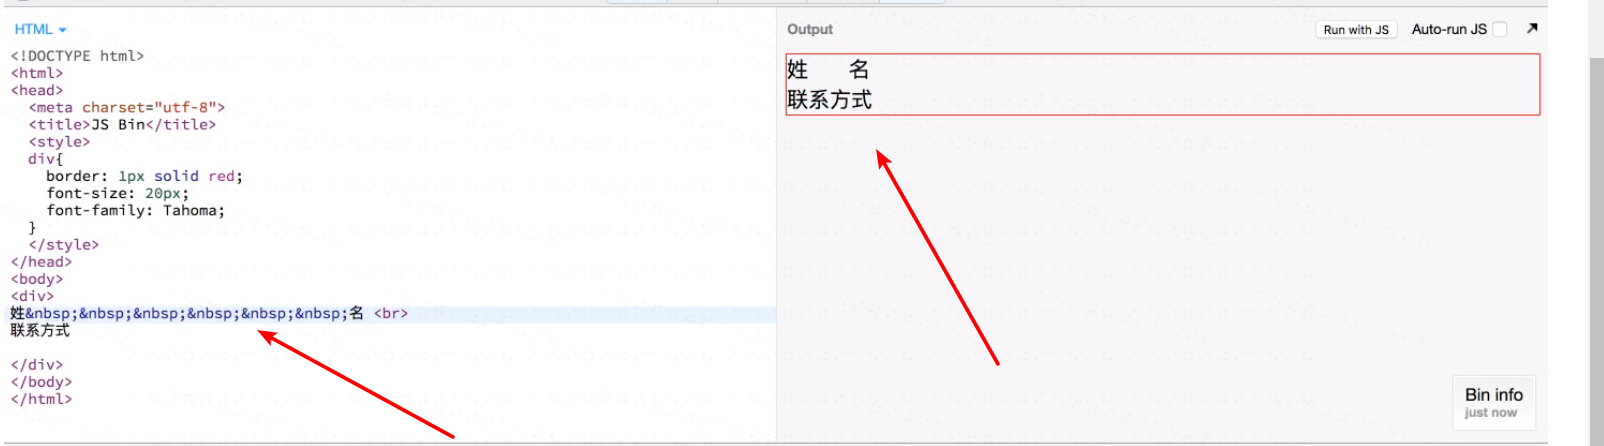 HTML
<!DOCTYPE html>
<html>
<head>
<meta charset="utf-8">
<title>JS Bin</title>
<style>
div{
border: 1px solid red;
font-size: 20px;
font-family: Tahoma;
}
</style>
</head>
<body>
<div>
姓&nbsp;&nbsp;&nbsp;&nbsp;&nbsp;&nbsp;名 <br>
联系方式
</div>
</body>
</html>
Output
Run with JS
Auto-run JS
姓 名
联系方式
Bin info
just now